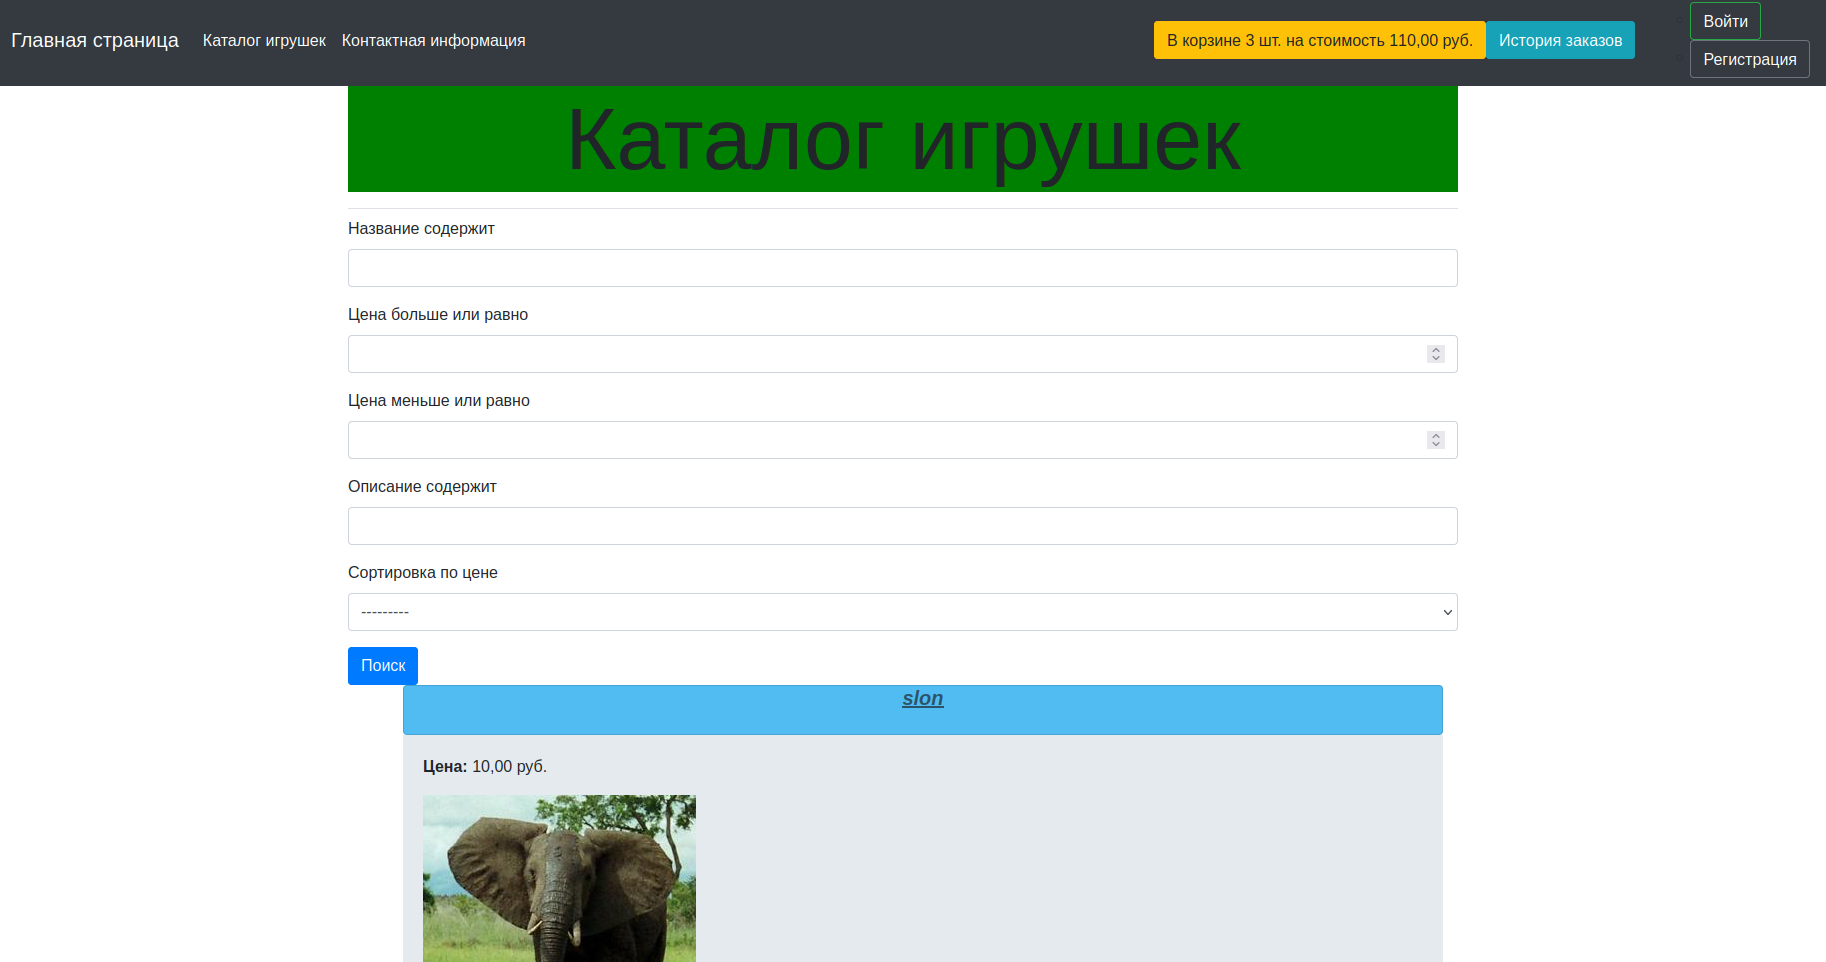 Главная страница
Каталог игрушек
Контактная информация
В корзине 3 шт. на стоимость 110,00 руб.
История заказов
Войти
Регистрация
Каталог игрушек
Название содержит
Цена больше или равно
Цена меньше или равно
Описание содержит
Сортировка по цене
---------
Поиск
slon
Цена: 10,00 руб.